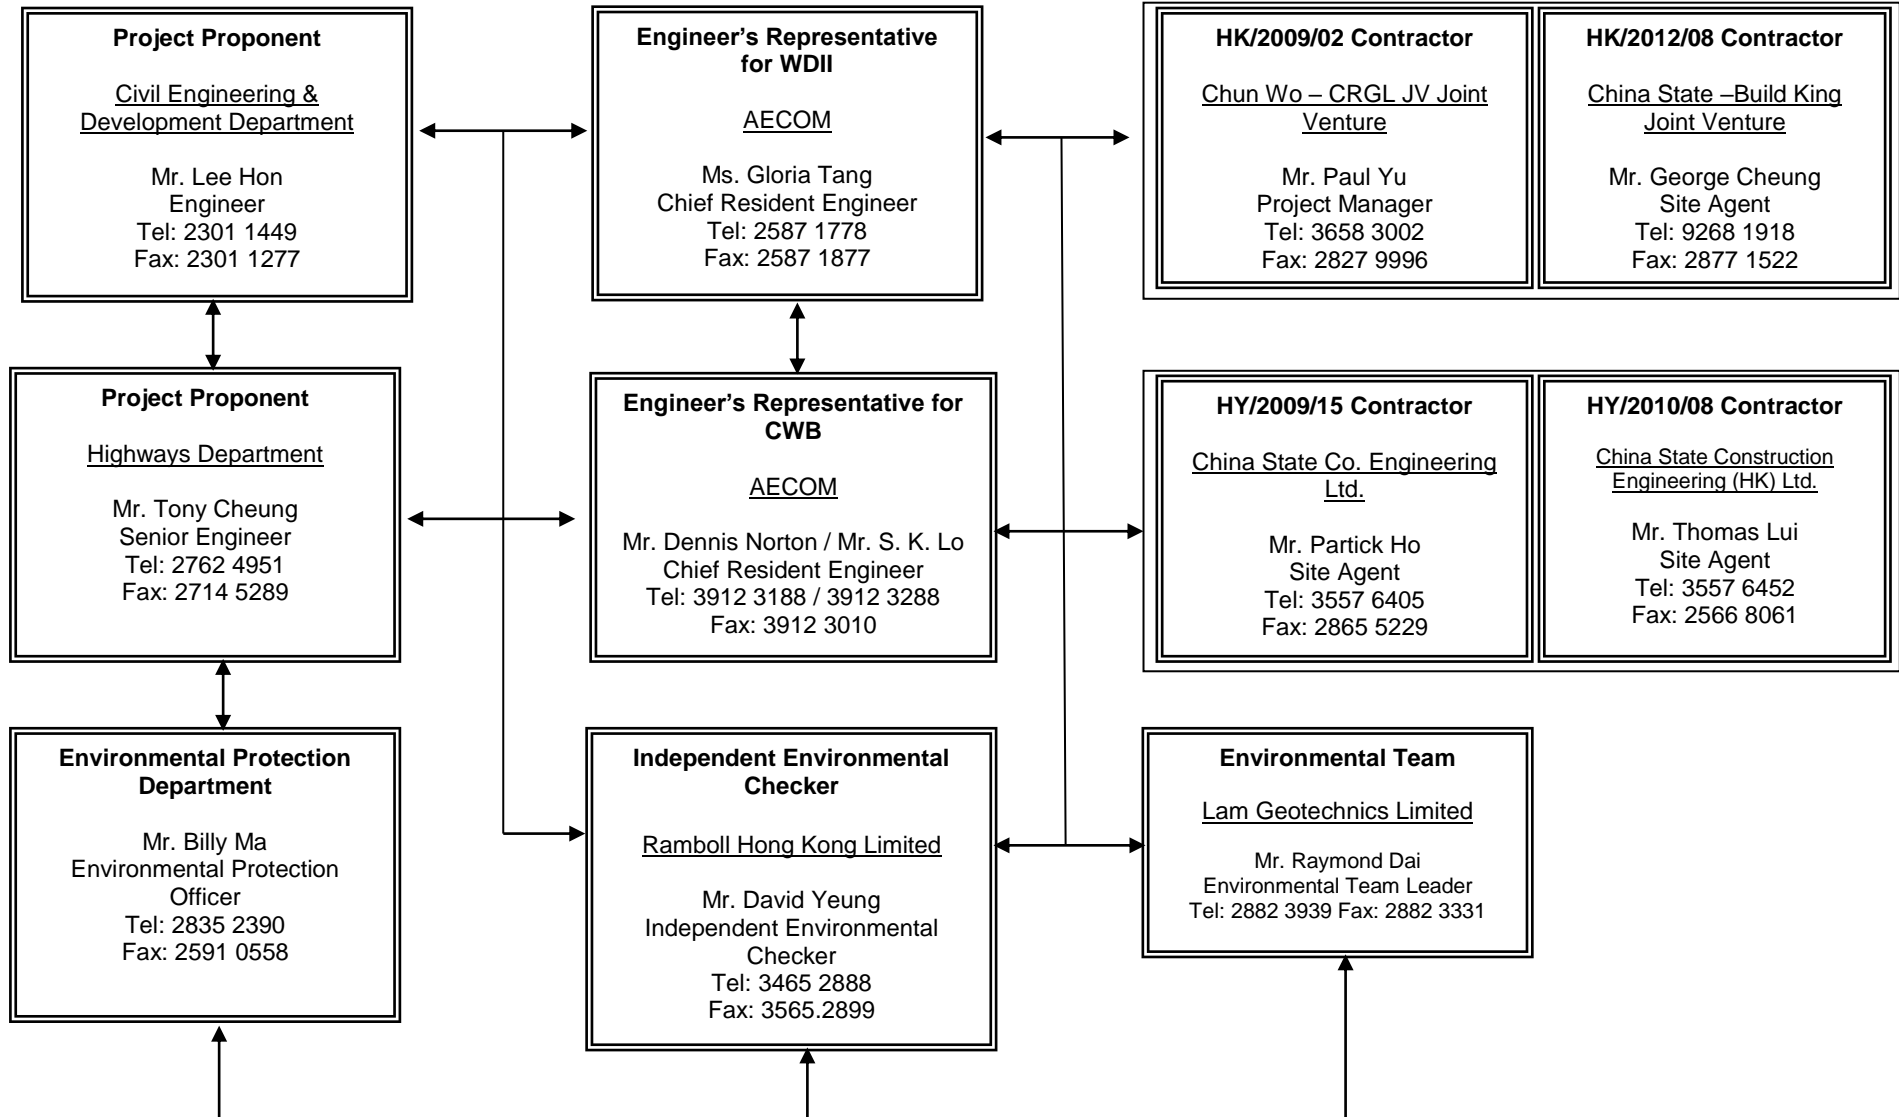 Project Proponent
Civil Engineering &
Development Department
Mr. Lee Hon
Engineer
Tel: 2301 1449
Fax: 2301 1277
Engineer's Representative
for WDII
AECOM
Ms. Gloria Tang
Chief Resident Engineer
Tel: 2587 1778
Fax: 2587 1877
HK/2009/02 Contractor
Chun Wo – CRGL JV Joint
Venture
Mr. Paul Yu
Project Manager
Tel: 3658 3002
Fax: 2827 9996
HK/2012/08 Contractor
China State –Build King
Joint Venture
Mr. George Cheung
Site Agent
Tel: 9268 1918
Fax: 2877 1522
Project Proponent
Highways Department
Mr. Tony Cheung
Senior Engineer
Tel: 2762 4951
Fax: 2714 5289
Engineer's Representative for
CWB
AECOM
Mr. Dennis Norton / Mr. S. K. Lo
Chief Resident Engineer
Tel: 3912 3188 / 3912 3288
Fax: 3912 3010
HY/2009/15 Contractor
China State Co. Engineering
Ltd.
Mr. Partick Ho
Site Agent
Tel: 3557 6405
Fax: 2865 5229
HY/2010/08 Contractor
China State Construction
Engineering (HK) Ltd.
Mr. Thomas Lui
Site Agent
Tel: 3557 6452
Fax: 2566 8061
Environmental Protection
Department
Mr. Billy Ma
Environmental Protection
Officer
Tel: 2835 2390
Fax: 2591 0558
Independent Environmental
Checker
Ramboll Hong Kong Limited
Mr. David Yeung
Independent Environmental
Checker
Tel: 3465 2888
Fax: 3565.2899
Environmental Team
Lam Geotechnics Limited
Mr. Raymond Dai
Environmental Team Leader
Tel: 2882 3939 Fax: 2882 3331